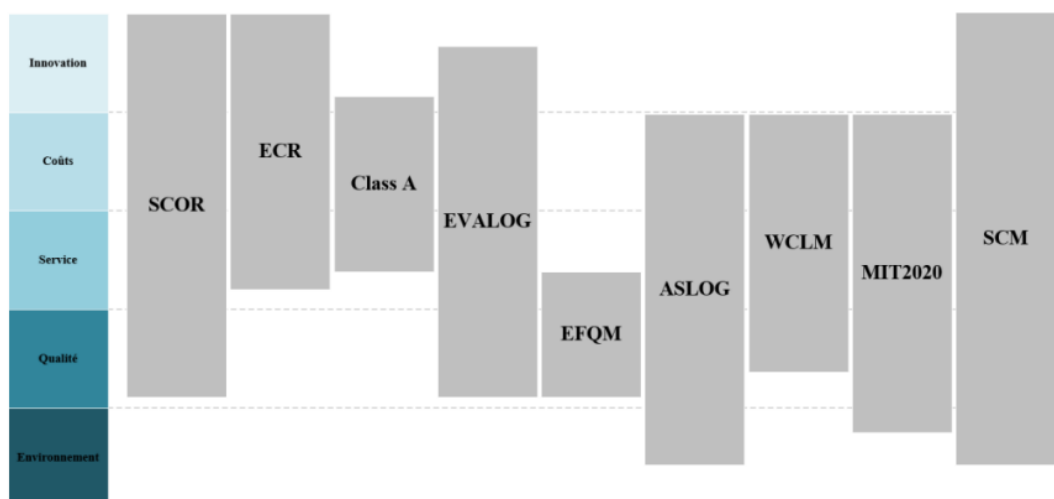 Innovation
Coûts
Service
Qualité
Environnement
SCOR
ECR
Class A
EVALOG
EFQM
ASLOG
WCLM
MIT2020
SCM